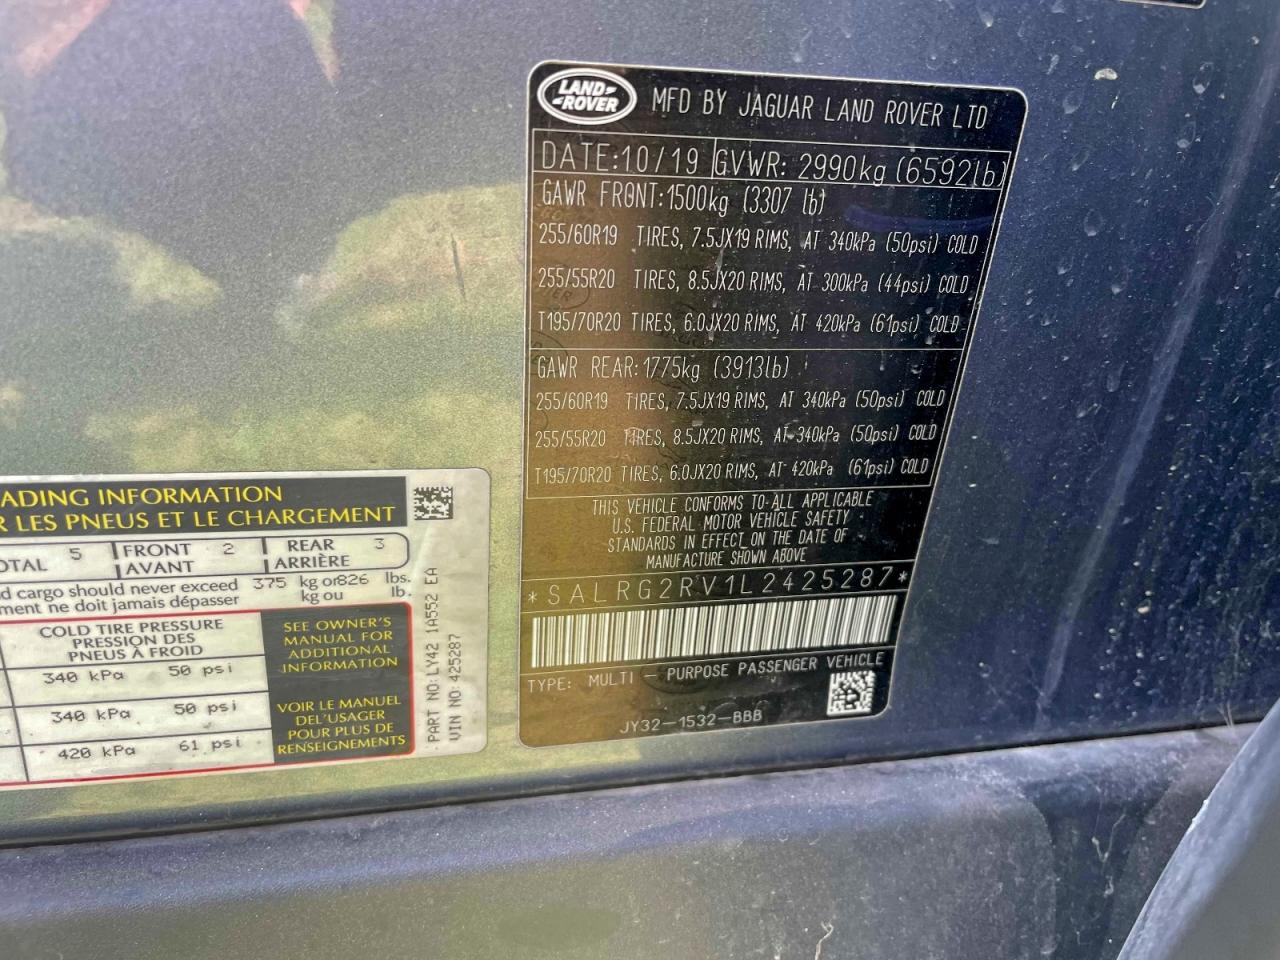 LAND ROVER
MFD BY JAGUAR LAND ROVER LTD
DATE:10/19 GVWR: 2990kg (6592lb)
GAWR FRONT:1500kg (3307 lb)
255/60R19 TIRES, 7.5JX19 RIMS, AT 340kPa (50psi) COLD
255/55R20 TIRES, 8.5JX20 RIMS, AT 300kPa (44psi) COLD
T195/70R20 TIRES, 6.0JX20 RIMS, AT 420kPa (61psi) COLD
GAWR REAR:1775kg (3913lb)
255/60R19 TIRES, 7.5JX19 RIMS, AT 340kPa (50psi) COLD
255/55R20 TIRES, 8.5JX20 RIMS, AT 340kPa (50psi) COLD
T195/70R20 TIRES, 6.0JX20 RIMS, AT 420kPa (61psi) COLD
THIS VEHICLE CONFORMS TO ALL APPLICABLE
U.S. FEDERAL MOTOR VEHICLE SAFETY
STANDARDS IN EFFECT ON THE DATE OF
MANUFACTURE SHOWN ABOVE
*SALRG2RV1L2425287*
TYPE: MULTI - PURPOSE PASSENGER VEHICLE
JY32-1532-BBB
ADING INFORMATION
R LES PNEUS ET LE CHARGEMENT
OTAL 5 FRONT 2 REAR 3
AVANT ARRIÈRE
d cargo should never exceed 375 kg or 826 lbs.
ment ne doit jamais dépasser kg ou lb.
COLD TIRE PRESSURE
PRESSION DES
PNEUS À FROID
340 kPa 50 psi
340 kPa 50 psi
420 kPa 61 psi
SEE OWNER'S
MANUAL FOR
ADDITIONAL
INFORMATION
VOIR LE MANUEL
DEL'USAGER
POUR PLUS DE
RENSEIGNEMENTS
PART NO:LY42 1A552 EA
VIN NO:425287